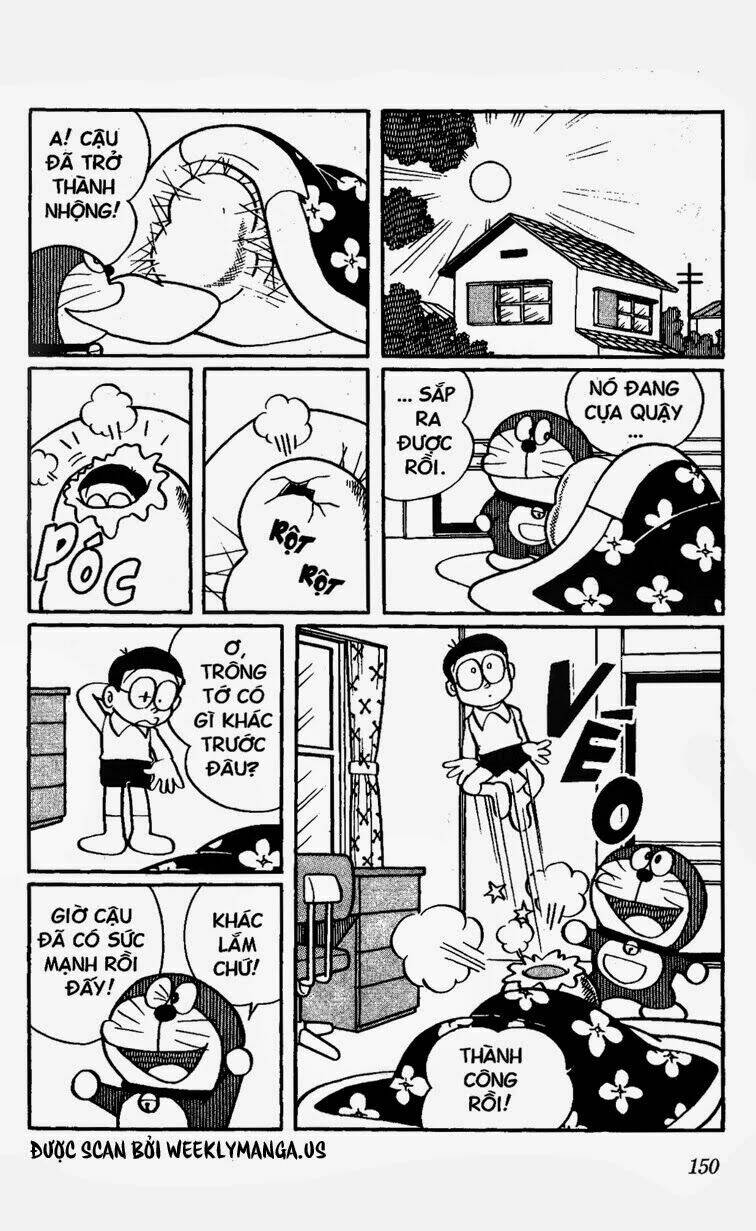 A! CẬU
ĐÃ TRỞ
THÀNH
NHỘNG!
NÓ ĐANG
CỰA QUẬY
...
... SẮP
RA
ĐƯỢC
RỒI.
RỘT
RỘT
PÓC
VÉO
THÀNH
CÔNG
RỒI!
Ơ,
TRÔNG
TỚ CÓ
GÌ KHÁC
TRƯỚC
ĐÂU?
KHÁC
LẮM
CHỨ!
GIỜ CẬU
ĐÃ CÓ SỨC
MẠNH RỒI
ĐẤY!
ĐƯỢC SCAN BỞI WEEKLYMANGA.US
150